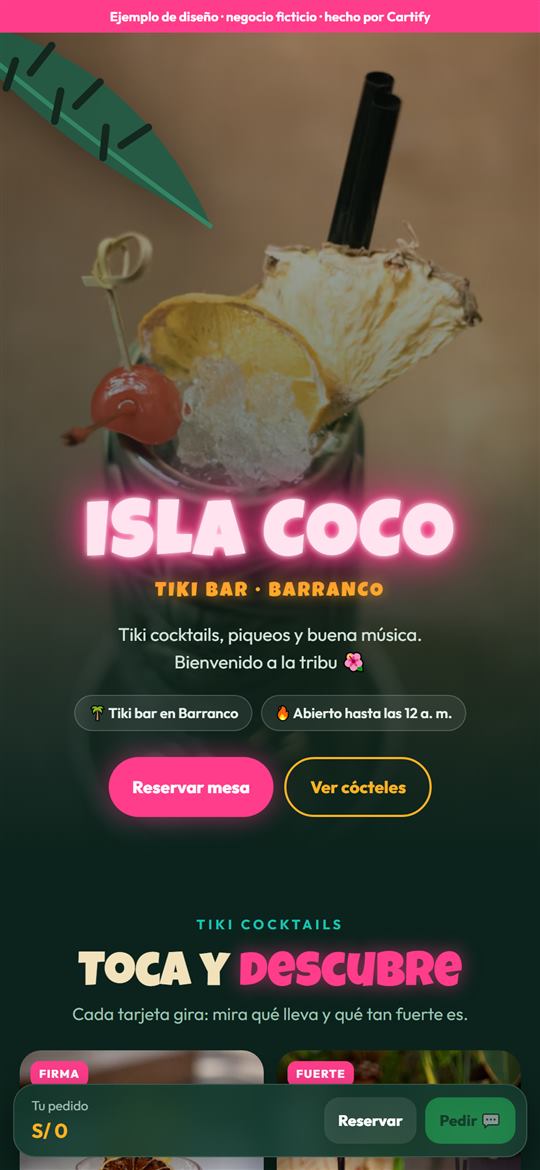 Ejemplo de diseño · negocio ficticio · hecho por Cartify
ISLA COCO
TIKI BAR · BARRANCO
Tiki cocktails, piqueos y buena música.
Bienvenido a la tribu 🌺
🌴 Tiki bar en Barranco
🔥 Abierto hasta las 12 a. m.
Reservar mesa
Ver cócteles
TIKI COCKTAILS
TOCA Y DESCUBRE
Cada tarjeta gira: mira qué lleva y qué tan fuerte es.
FIRMA
FUERTE
Tu pedido
S/ 0
Reservar
Pedir 💬